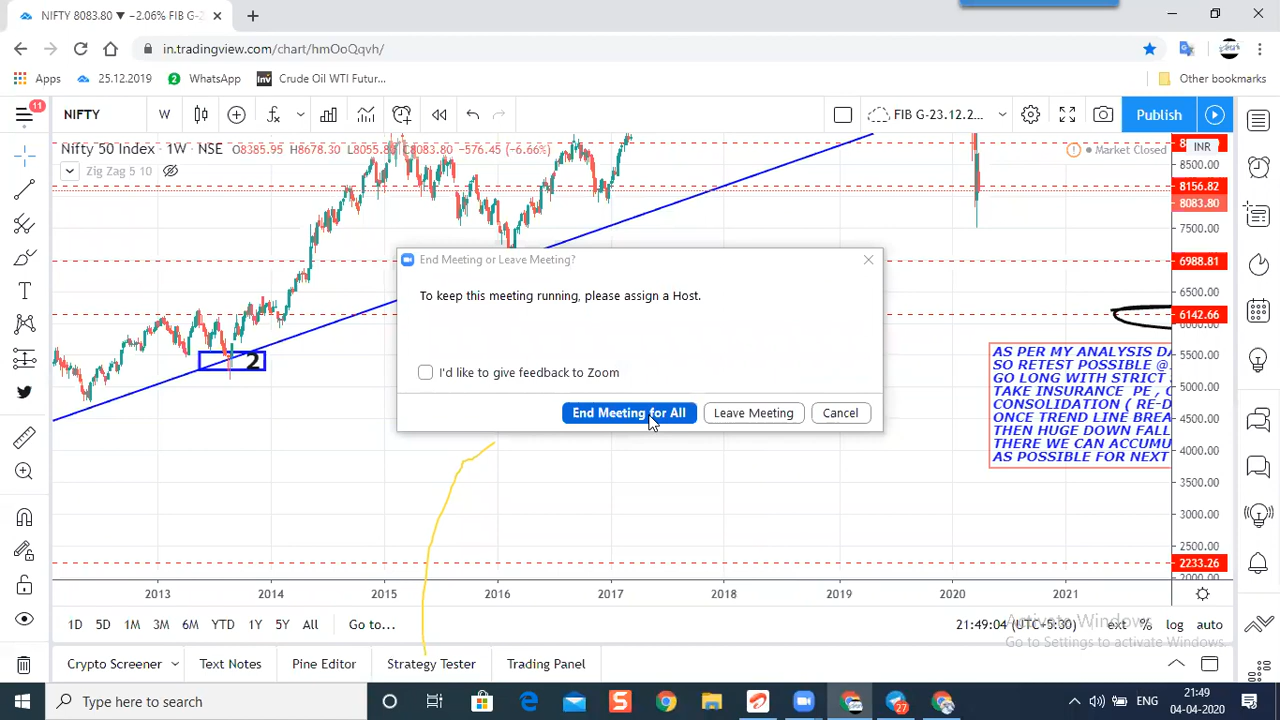 NIFTY 8083.80 ▼ −2.06% FIB G-2
in.tradingview.com/chart/hmOoQqvh/
Apps
25.12.2019
2
WhatsApp
Inv
Crude Oil WTI Futur...
Other bookmarks
11
NIFTY
W
FIB G-23.12.2...
Publish
Nifty 50 Index · 1W · NSE O8385.95 H8678.30 L8055.80 C8083.80 −576.45 (−6.66%)
Market Closed
INR
Zig Zag 5 10
8500.00
8156.82
8083.80
7500.00
6988.81
6500.00
6142.66
6000.00
5500.00
5000.00
4500.00
4000.00
3500.00
3000.00
2500.00
2233.26
2000.00
2
End Meeting or Leave Meeting?
To keep this meeting running, please assign a Host.
I'd like to give feedback to Zoom
End Meeting for All
Leave Meeting
Cancel
AS PER MY ANALYSIS DA
SO RETEST POSSIBLE @
GO LONG WITH STRICT
TAKE INSURANCE PE , C
CONSOLIDATION ( RE-D
ONCE TREND LINE BREA
THEN HUGE DOWN FALL
THERE WE CAN ACCUMU
AS POSSIBLE FOR NEXT
2013 2014 2015 2016 2017 2018 2019 2020 2021
1D 5D 1M 3M 6M YTD 1Y 5Y All Go to...
21:49:04 (UTC+5:30) ext % log auto
Activate Windows
Go to Settings to activate Windows.
Crypto Screener
Text Notes
Pine Editor
Strategy Tester
Trading Panel
Type here to search
S
27
ENG
21:49
04-04-2020